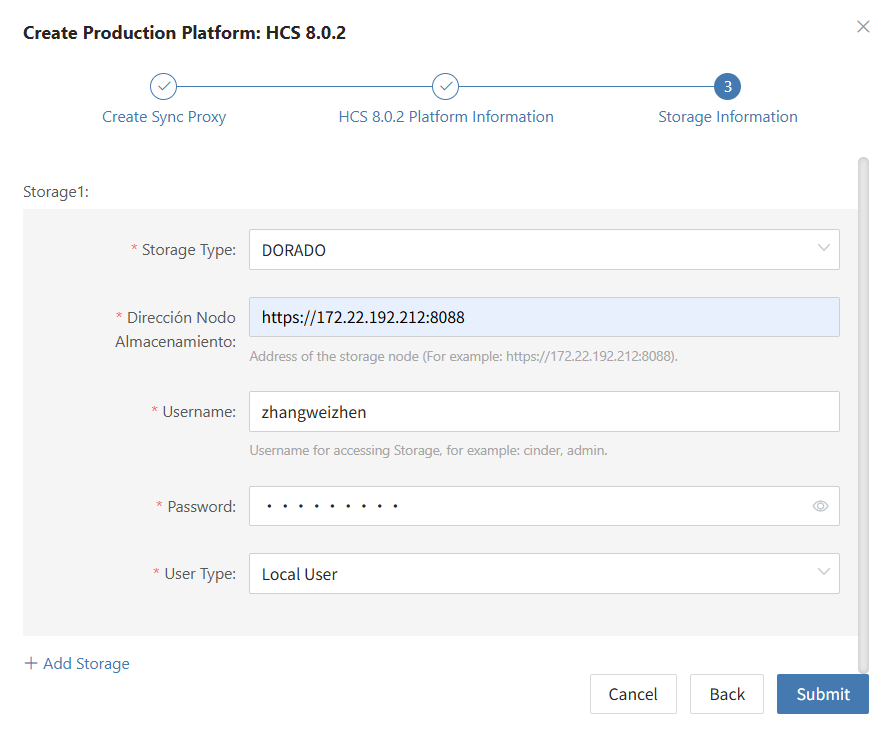 Create Production Platform: HCS 8.0.2
3
Create Sync Proxy
HCS 8.0.2 Platform Information
Storage Information
Storage1:
* Storage Type:
DORADO
* Dirección Nodo
Almacenamiento:
https://172.22.192.212:8088
Address of the storage node (For example: https://172.22.192.212:8088).
* Username:
zhangweizhen
Username for accessing Storage, for example: cinder, admin.
* Password:
•••••••••
* User Type:
Local User
+ Add Storage
Cancel
Back
Submit